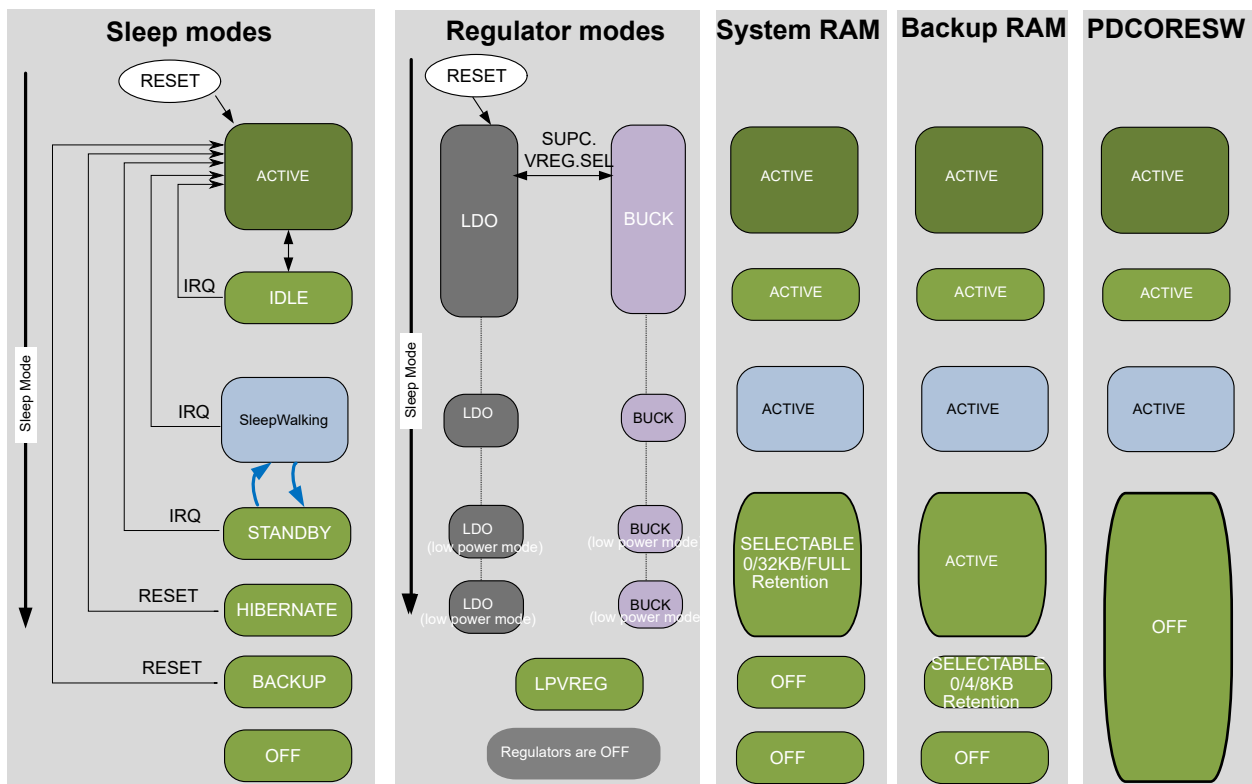 Sleep modes
RESET
ACTIVE
IRQ
IDLE
Sleep Mode
IRQ
SleepWalking
IRQ
STANDBY
RESET
HIBERNATE
RESET
BACKUP
OFF
Regulator modes
RESET
SUPC.
VREG.SEL
LDO
BUCK
Sleep Mode
LDO
BUCK
LDO
(low power mode)
BUCK
(low power mode
LDO
(low power mode)
BUCK
(low power mode
LPVREG
Regulators are OFF
System RAM
ACTIVE
ACTIVE
ACTIVE
SELECTABLE
0/32KB/FULL
Retention
OFF
OFF
Backup RAM
ACTIVE
ACTIVE
ACTIVE
ACTIVE
SELECTABLE
0/4/8KB
Retention
OFF
PDCORESW
ACTIVE
ACTIVE
ACTIVE
OFF